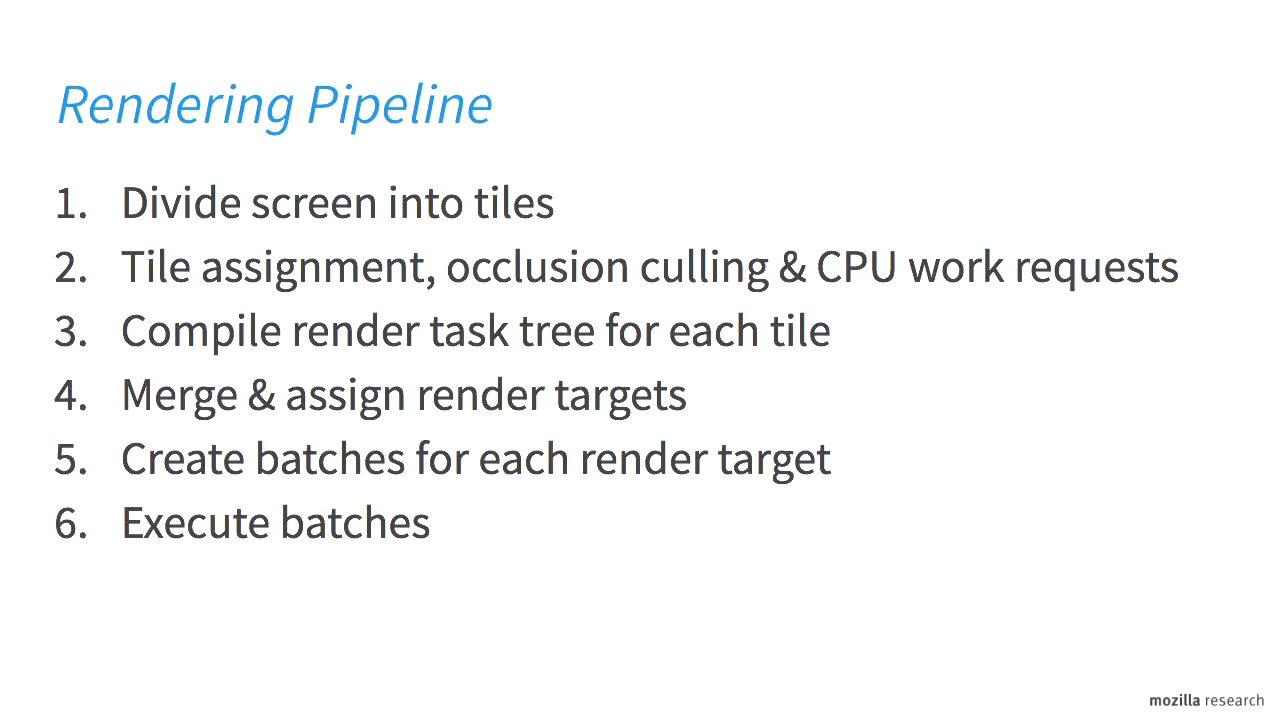 Rendering Pipeline
1. Divide screen into tiles
2. Tile assignment, occlusion culling & CPU work requests
3. Compile render task tree for each tile
4. Merge & assign render targets
5. Create batches for each render target
6. Execute batches
mozilla research